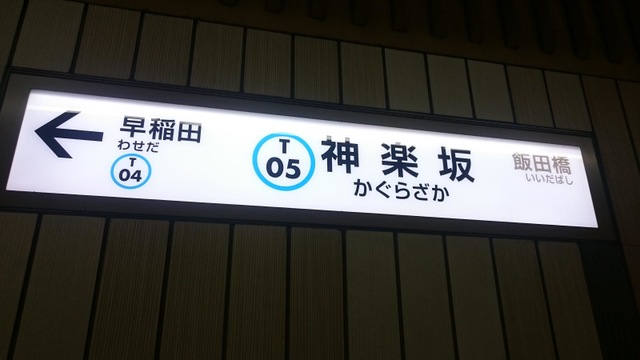 早稲田
わせだ
T
04
T
05
神楽坂
かぐらざか
飯田橋
いいだばし